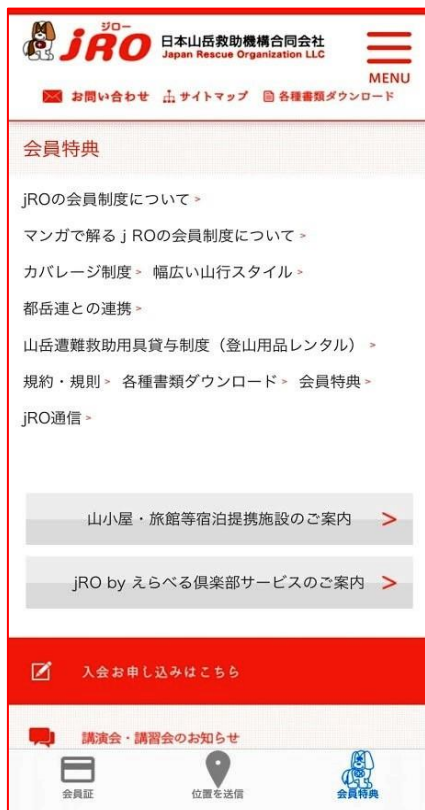 ジロー
jRO 日本山岳救助機構合同会社
Japan Rescue Organization LLC
MENU
お問い合わせ サイトマップ 各種書類ダウンロード
会員特典
jROの会員制度について >
マンガで解るｊROの会員制度について >
カバレージ制度 > 幅広い山行スタイル >
都岳連との連携 >
山岳遭難救助用具貸与制度（登山用品レンタル） >
規約・規則 > 各種書類ダウンロード > 会員特典 >
jRO通信 >
山小屋・旅館等宿泊提携施設のご案内 >
jRO by えらべる倶楽部サービスのご案内 >
入会お申し込みはこちら
講演会・講習会のお知らせ
会員証 位置を送信 会員特典